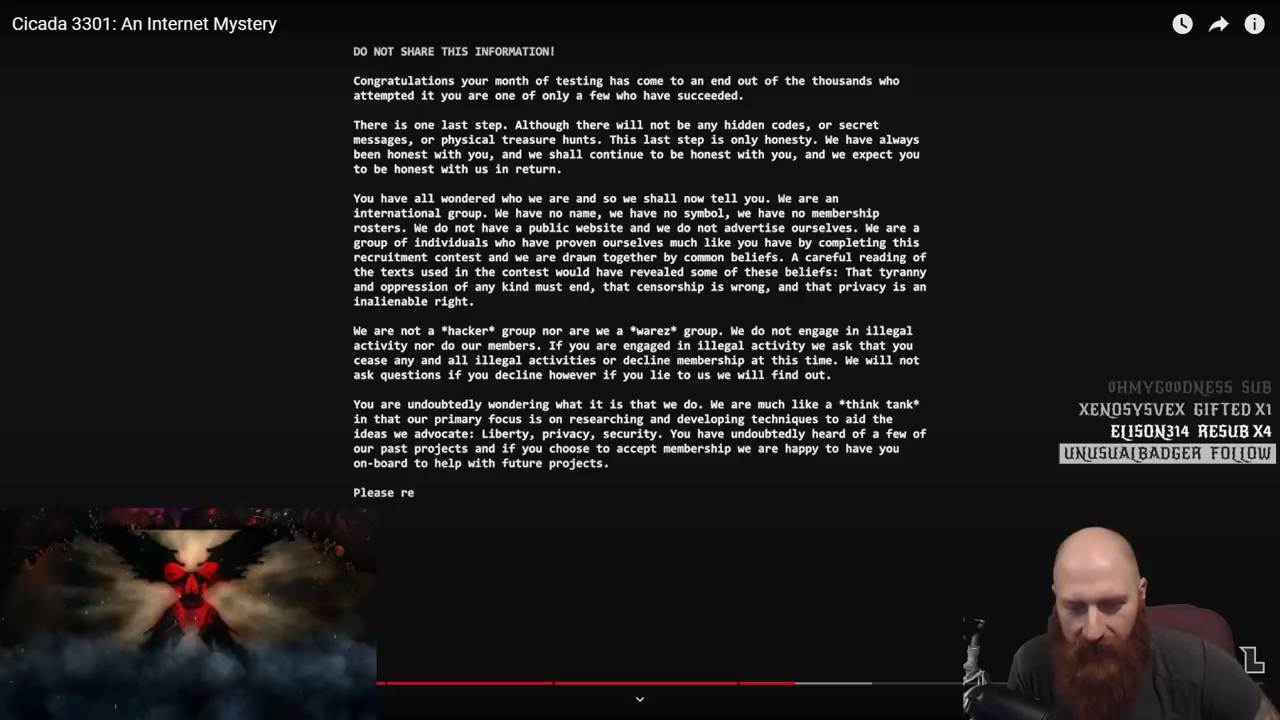 Cicada 3301: An Internet Mystery
DO NOT SHARE THIS INFORMATION!
Congratulations your month of testing has come to an end out of the thousands who
attempted it you are one of only a few who have succeeded.
There is one last step. Although there will not be any hidden codes, or secret
messages, or physical treasure hunts. This last step is only honesty. We have always
been honest with you, and we shall continue to be honest with you, and we expect you
to be honest with us in return.
You have all wondered who we are and so we shall now tell you. We are an
international group. We have no name, we have no symbol, we have no membership
rosters. We do not have a public website and we do not advertise ourselves. We are a
group of individuals who have proven ourselves much like you have by completing this
recruitment contest and we are drawn together by common beliefs. A careful reading of
the texts used in the contest would have revealed some of these beliefs: That tyranny
and oppression of any kind must end, that censorship is wrong, and that privacy is an
inalienable right.
We are not a *hacker* group nor are we a *warez* group. We do not engage in illegal
activity nor do our members. If you are engaged in illegal activity we ask that you
cease any and all illegal activities or decline membership at this time. We will not
ask questions if you decline however if you lie to us we will find out.
You are undoubtedly wondering what it is that we do. We are much like a *think tank*
in that our primary focus is on researching and developing techniques to aid the
ideas we advocate: Liberty, privacy, security. You have undoubtedly heard of a few of
our past projects and if you choose to accept membership we are happy to have you
on-board to help with future projects.
Please re
0HMYG00DNESS SUB
XENOSYSVEX GIFTED X1
ELISON314 RESUB X4
UNUSUALBADGER FOLLOW